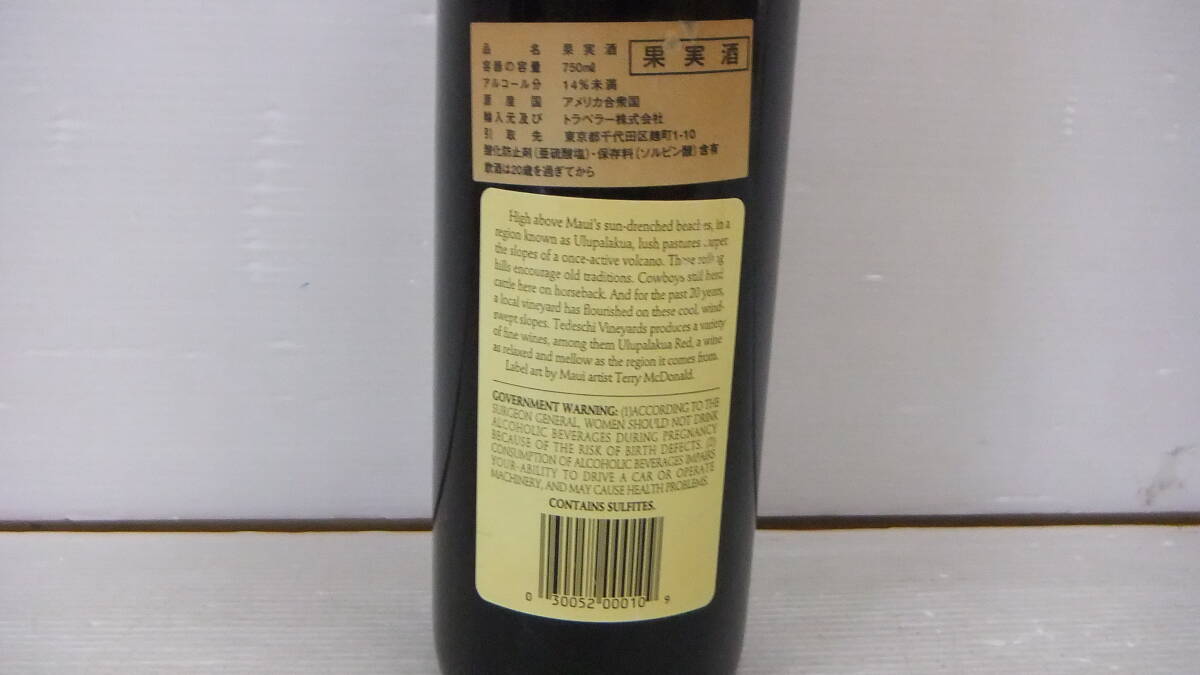 品名 果実酒
果実酒
容器の容量 750ml
アルコール分 14%未満
原産国 アメリカ合衆国
輸入元及び トラベラー株式会社
引取先 東京都千代田区麹町1-10
酸化防止剤(亜硫酸塩)・保存料(ソルビン酸)含有
飲酒は20歳を過ぎてから
High above Maui's sun-drenched beaches, in a
region known as Ulupalakua, lush pastures carpet
the slopes of a once-active volcano. These rolling
hills encourage old traditions. Cowboys still herd
cattle here on horseback. And for the past 20 years,
a local vineyard has flourished on these cool, wind-
swept slopes. Tedeschi Vineyards produces a variety
of fine wines, among them Ulupalakua Red, a wine
as relaxed and mellow as the region it comes from.
Label art by Maui artist Terry McDonald.
GOVERNMENT WARNING: (1)ACCORDING TO THE
SURGEON GENERAL, WOMEN SHOULD NOT DRINK
ALCOHOLIC BEVERAGES DURING PREGNANCY
BECAUSE OF THE RISK OF BIRTH DEFECTS. (2)
CONSUMPTION OF ALCOHOLIC BEVERAGES IMPAIRS
YOUR ABILITY TO DRIVE A CAR OR OPERATE
MACHINERY, AND MAY CAUSE HEALTH PROBLEMS.
CONTAINS SULFITES.
0 30052 00010 9